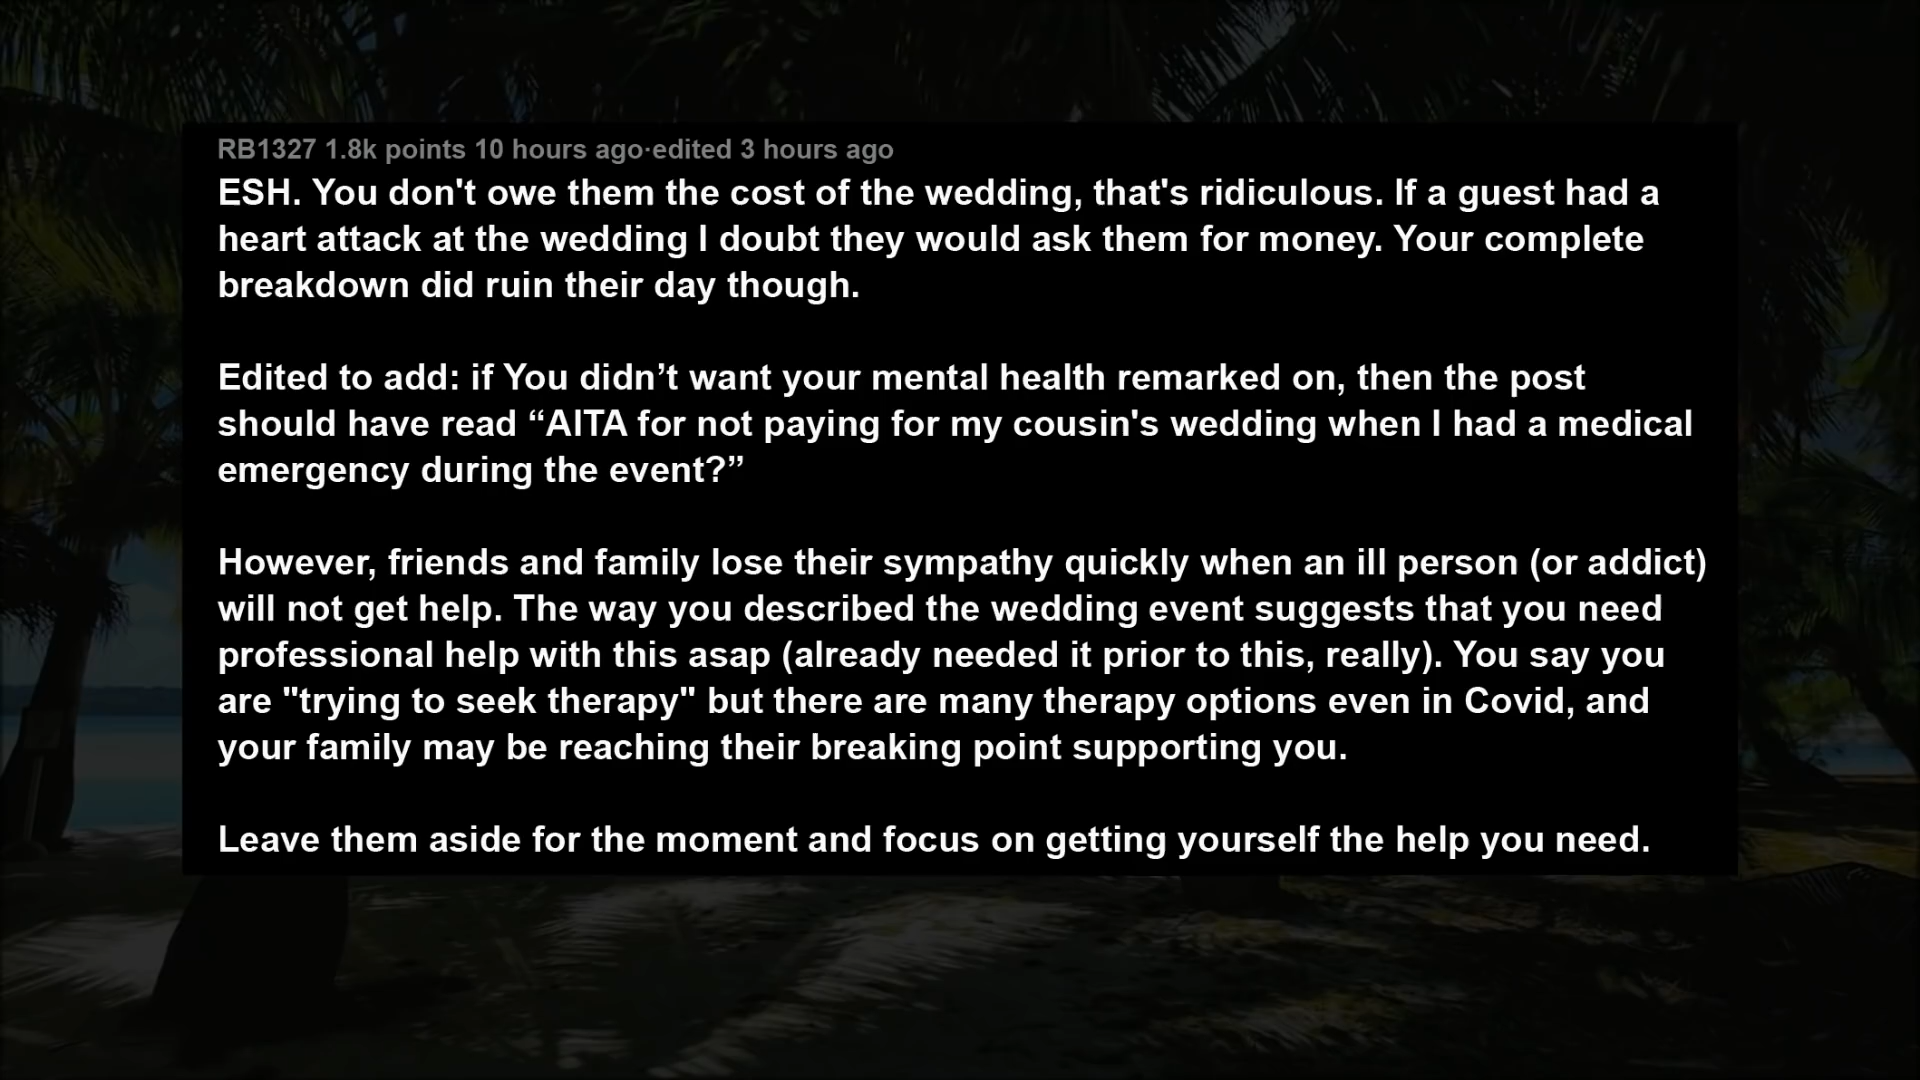 RB1327 1.8k points 10 hours ago·edited 3 hours ago
ESH. You don't owe them the cost of the wedding, that's ridiculous. If a guest had a
heart attack at the wedding I doubt they would ask them for money. Your complete
breakdown did ruin their day though.
Edited to add: if You didn’t want your mental health remarked on, then the post
should have read “AITA for not paying for my cousin's wedding when I had a medical
emergency during the event?”
However, friends and family lose their sympathy quickly when an ill person (or addict)
will not get help. The way you described the wedding event suggests that you need
professional help with this asap (already needed it prior to this, really). You say you
are "trying to seek therapy" but there are many therapy options even in Covid, and
your family may be reaching their breaking point supporting you.
Leave them aside for the moment and focus on getting yourself the help you need.